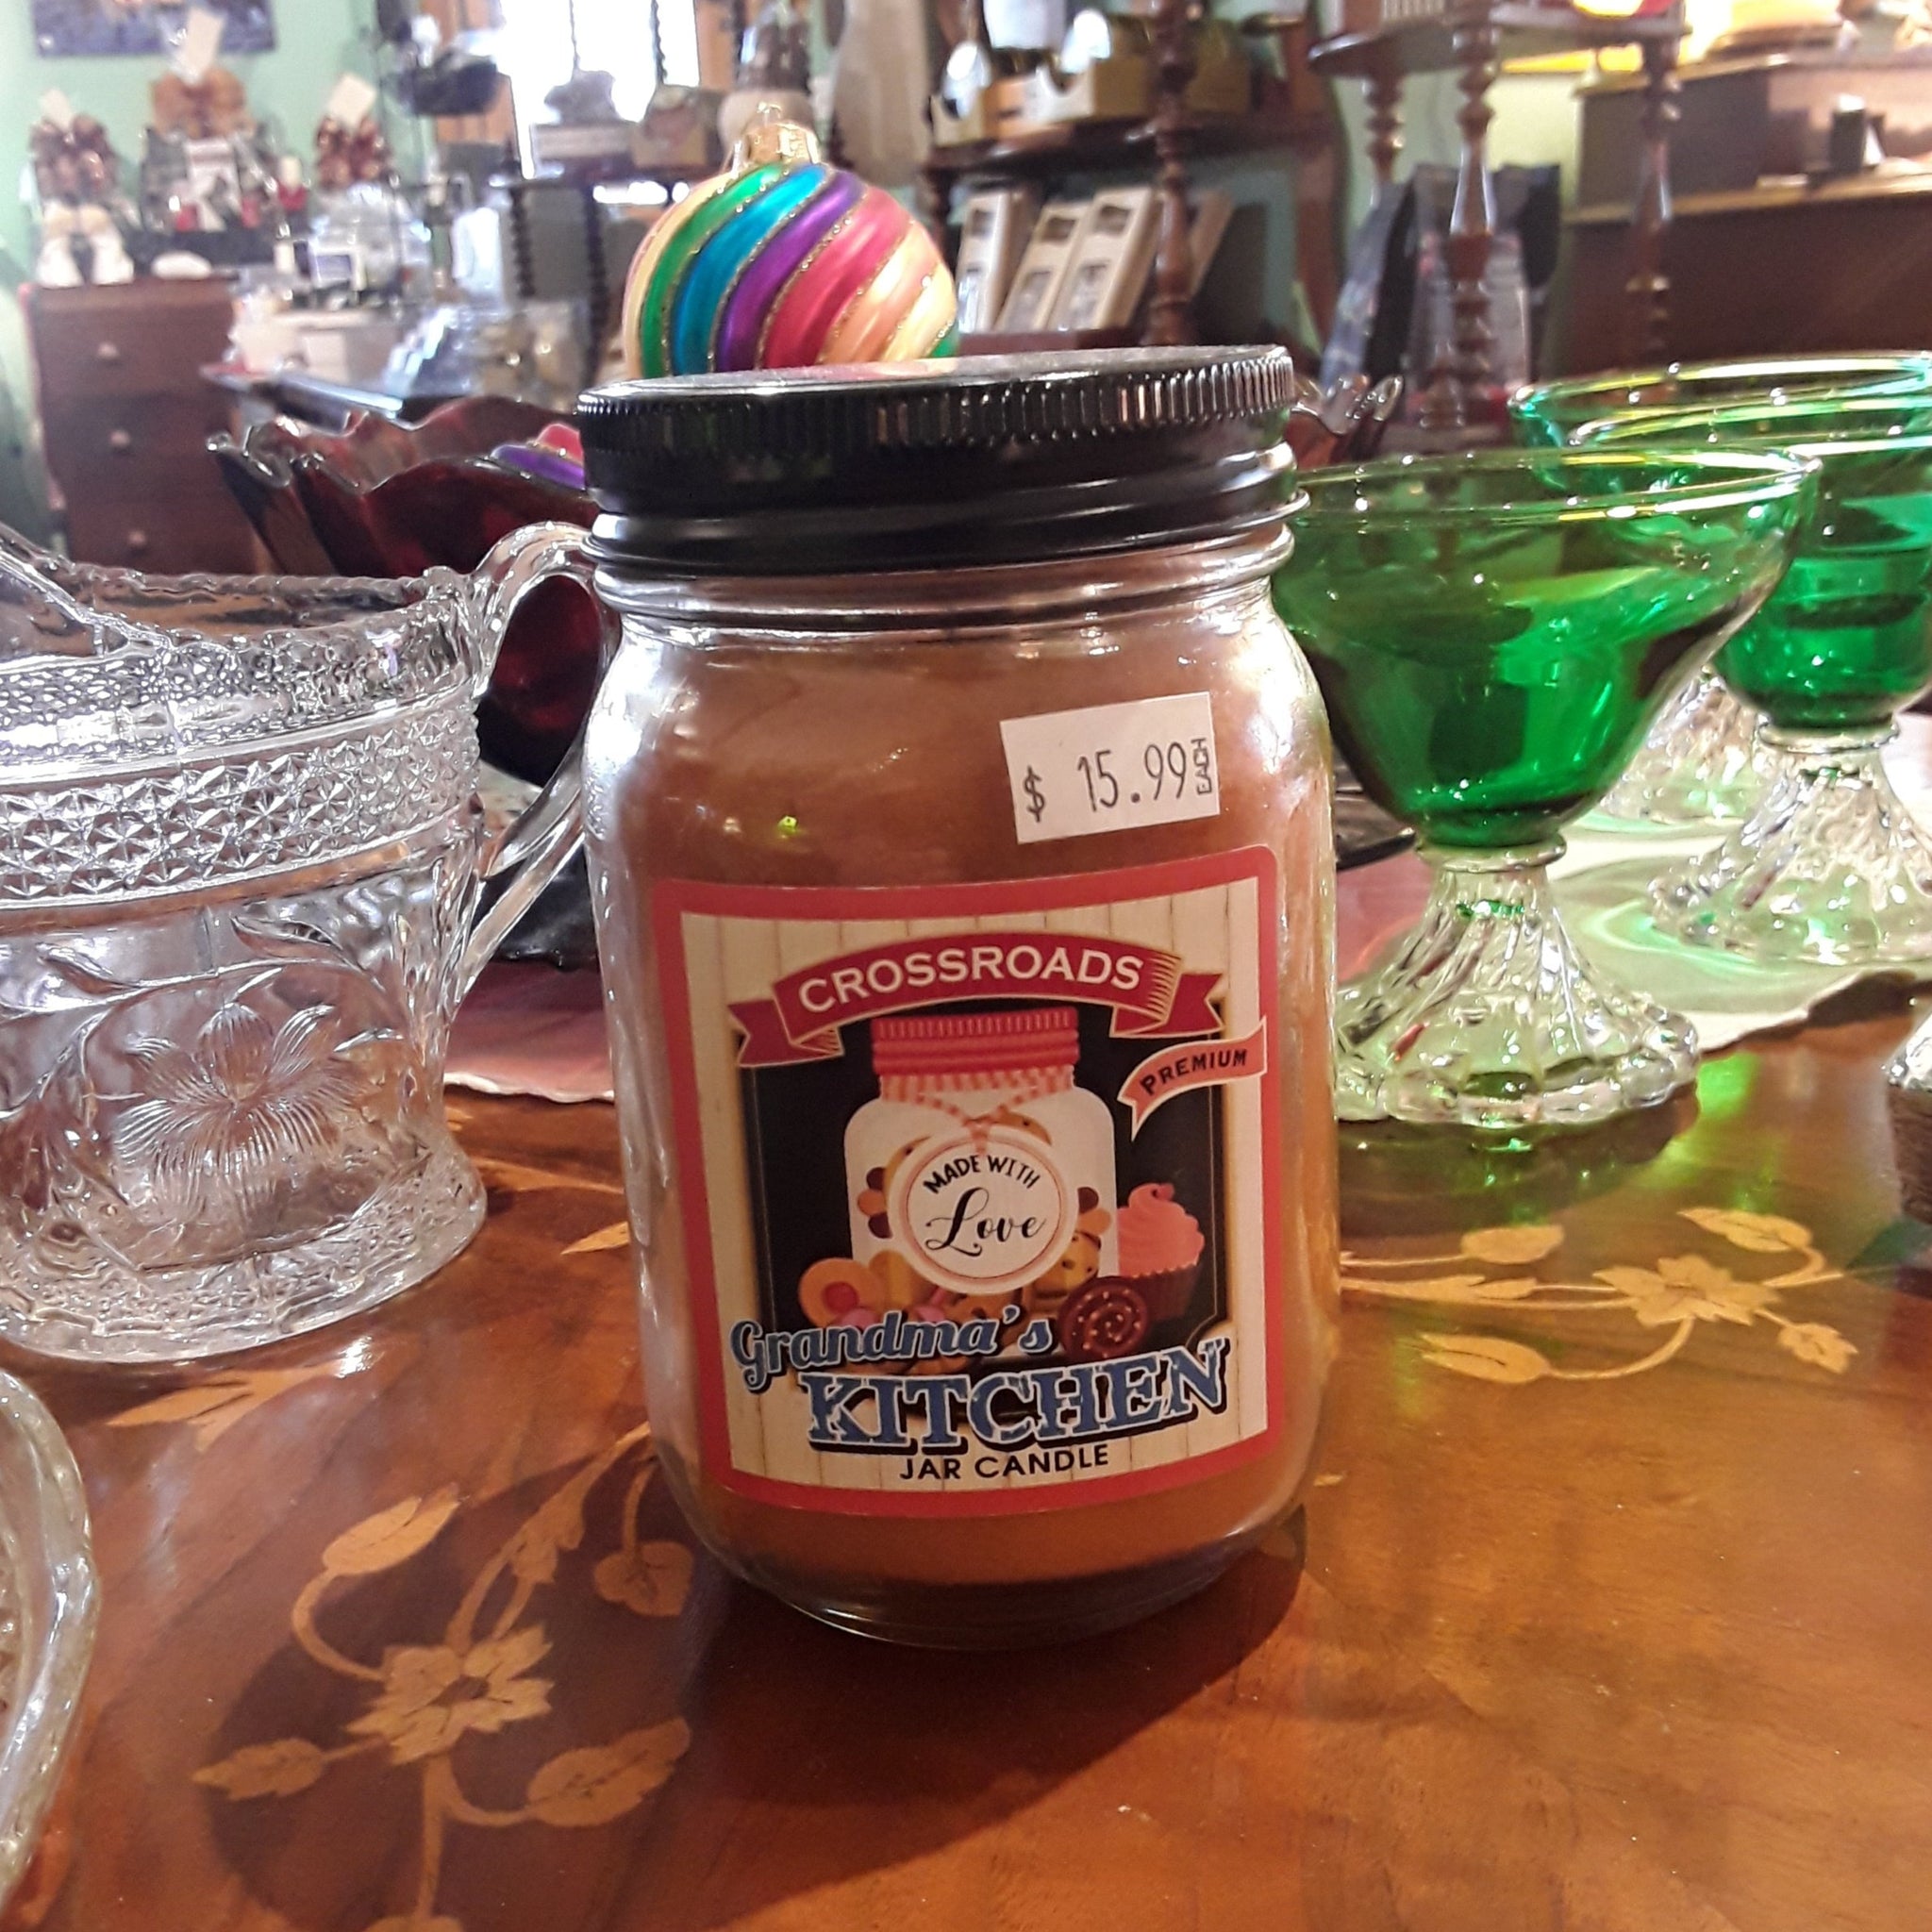 $ 15.99 EACH
CROSSROADS
PREMIUM
MADE WITH
Love
Grandma's
KITCHEN
JAR CANDLE